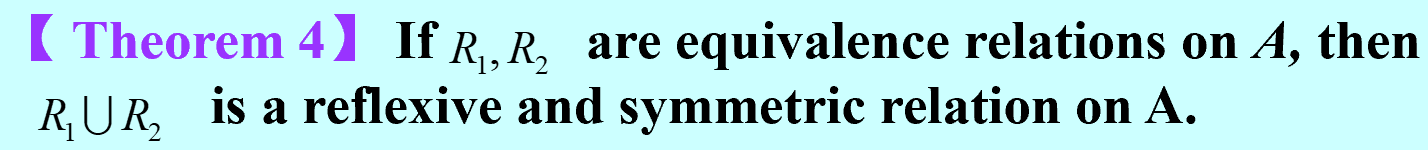 【 Theorem 4】 If R₁, R₂ are equivalence relations on A, then
R₁⋃R₂ is a reflexive and symmetric relation on A.